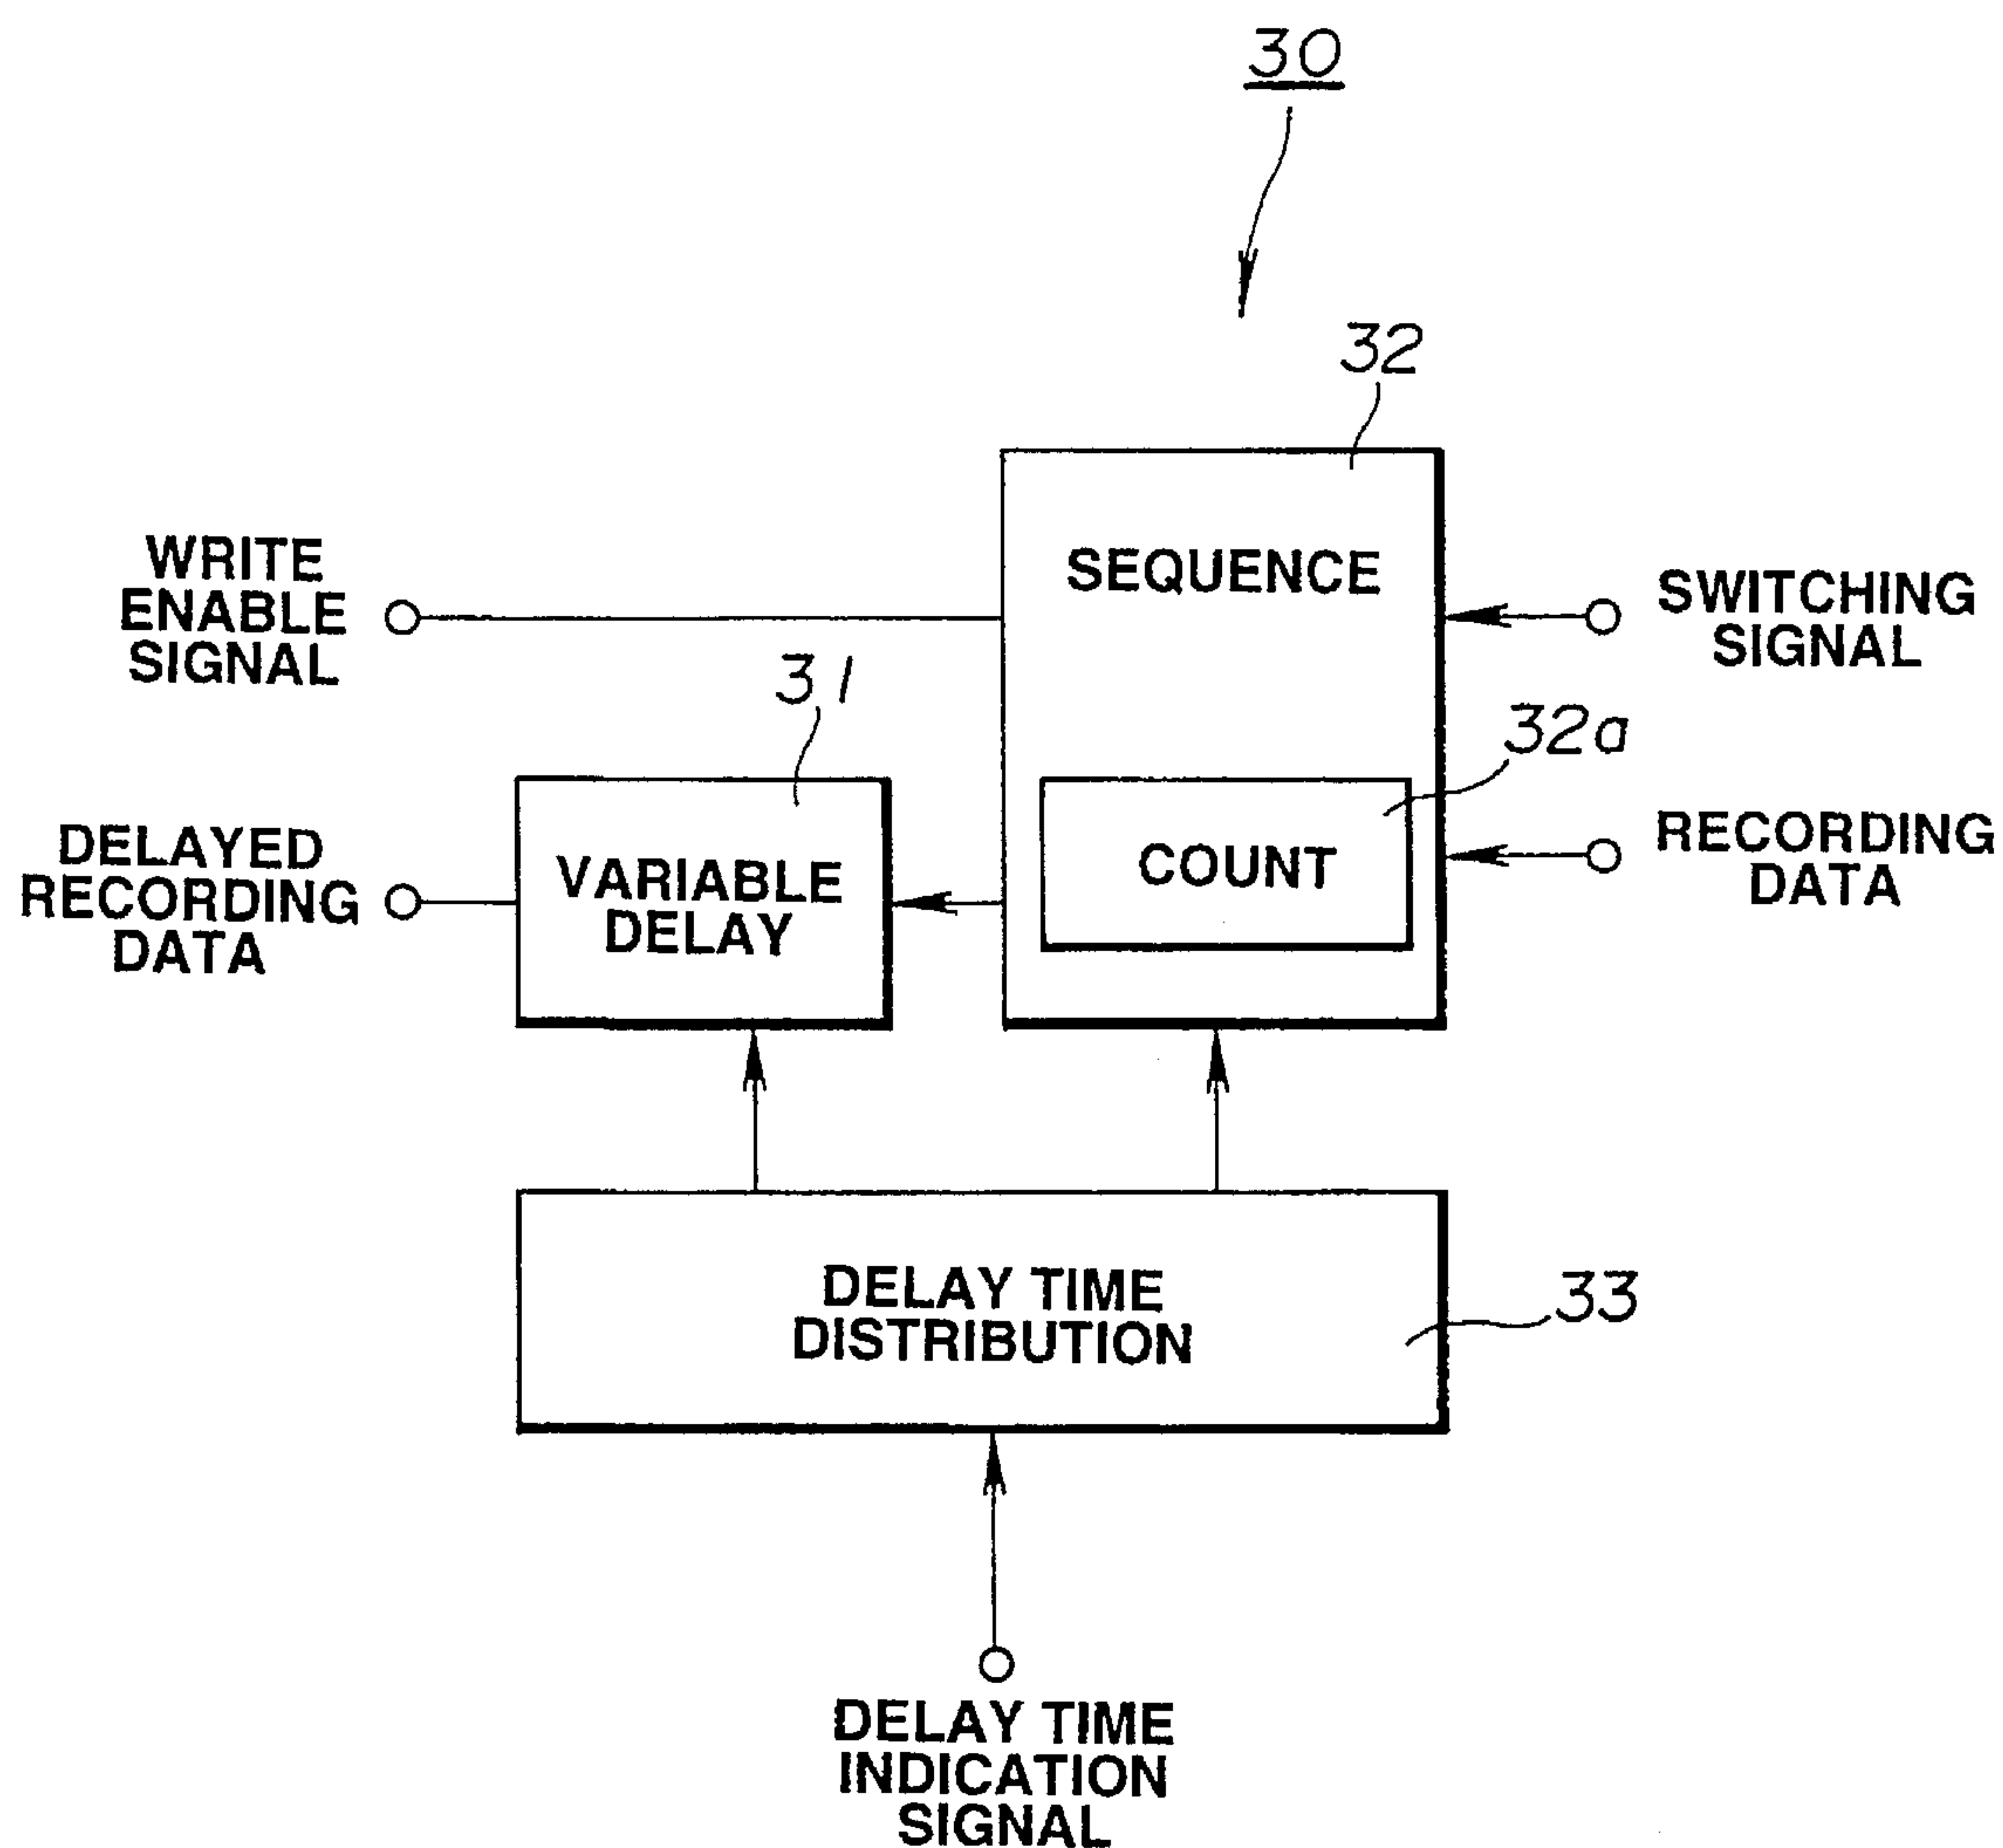 30
32
WRITE
ENABLE
SIGNAL
SEQUENCE
SWITCHING
SIGNAL
31
32a
DELAYED
RECORDING
DATA
VARIABLE
DELAY
COUNT
RECORDING
DATA
DELAY TIME
DISTRIBUTION
33
DELAY TIME
INDICATION
SIGNAL